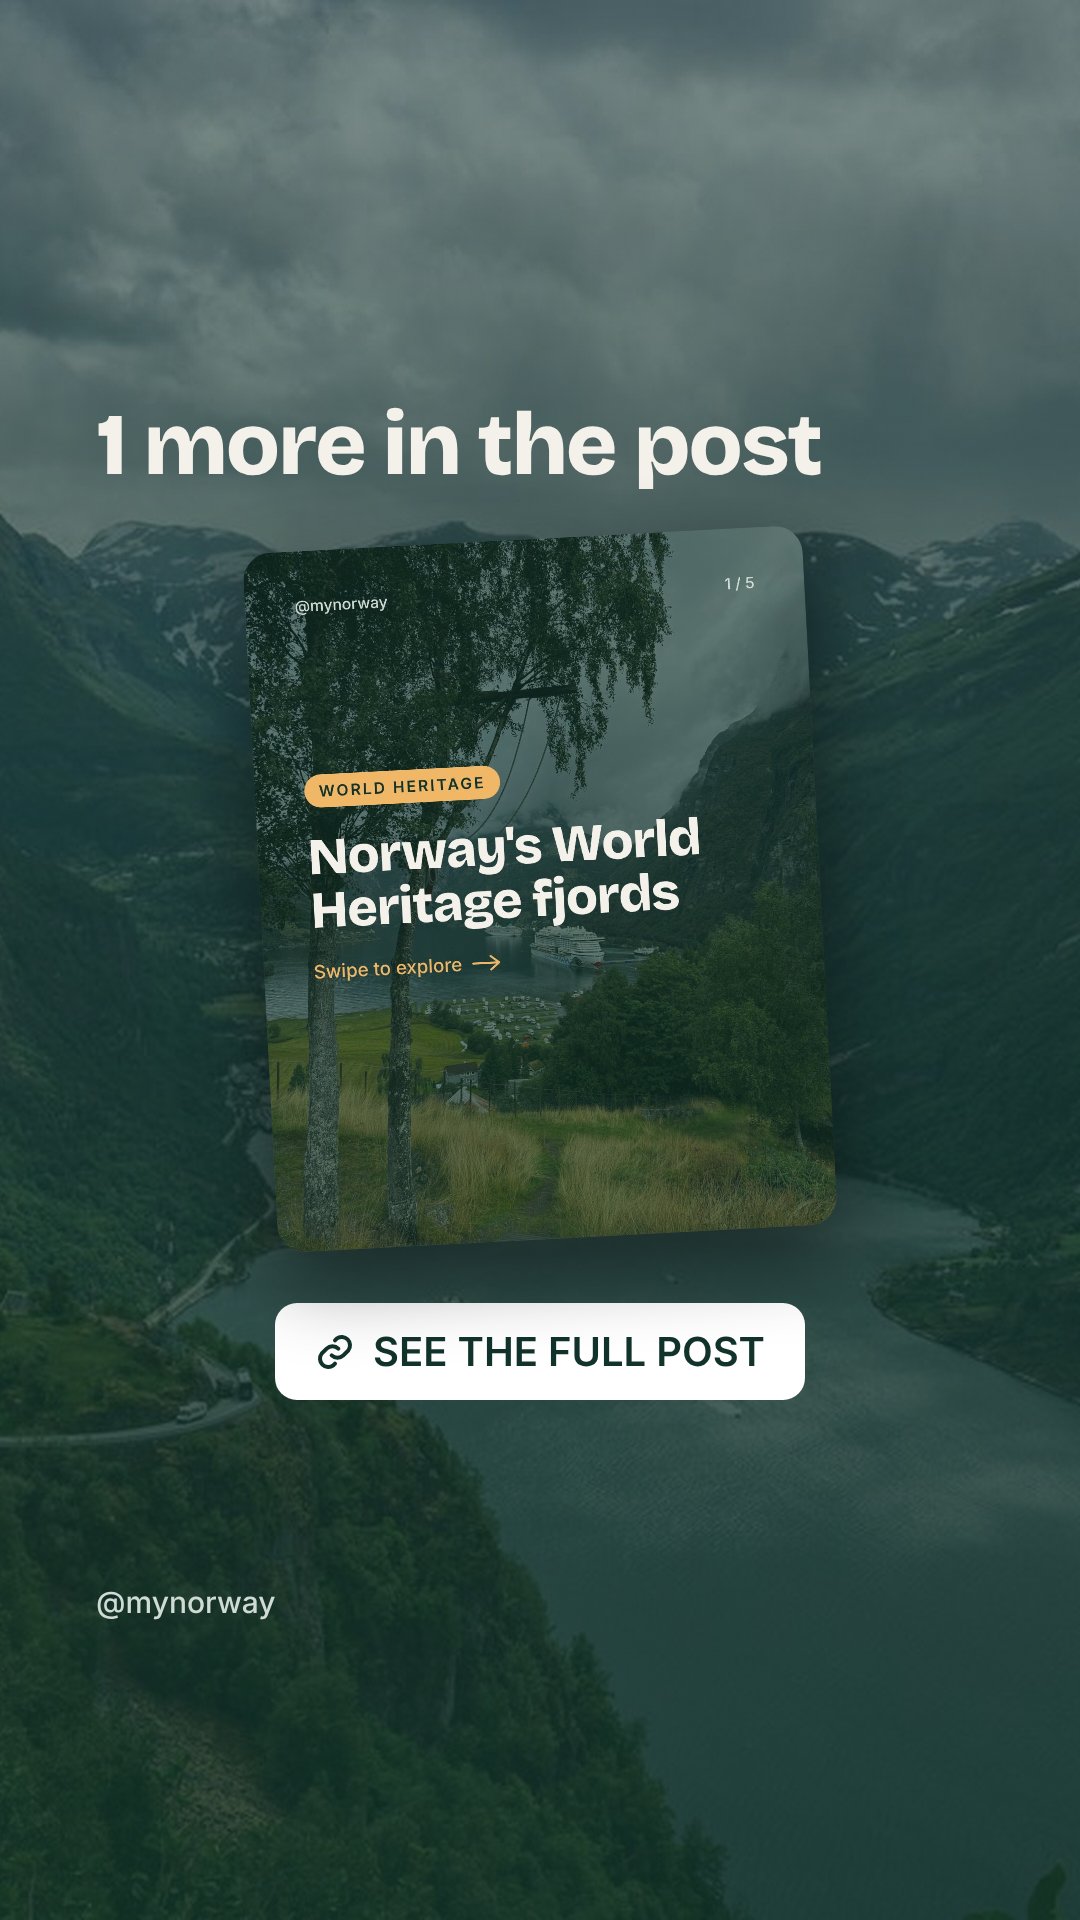 1 more in the post
@mynorway
1 / 5
WORLD HERITAGE
Norway's World
Heritage fjords
Swipe to explore
SEE THE FULL POST
@mynorway